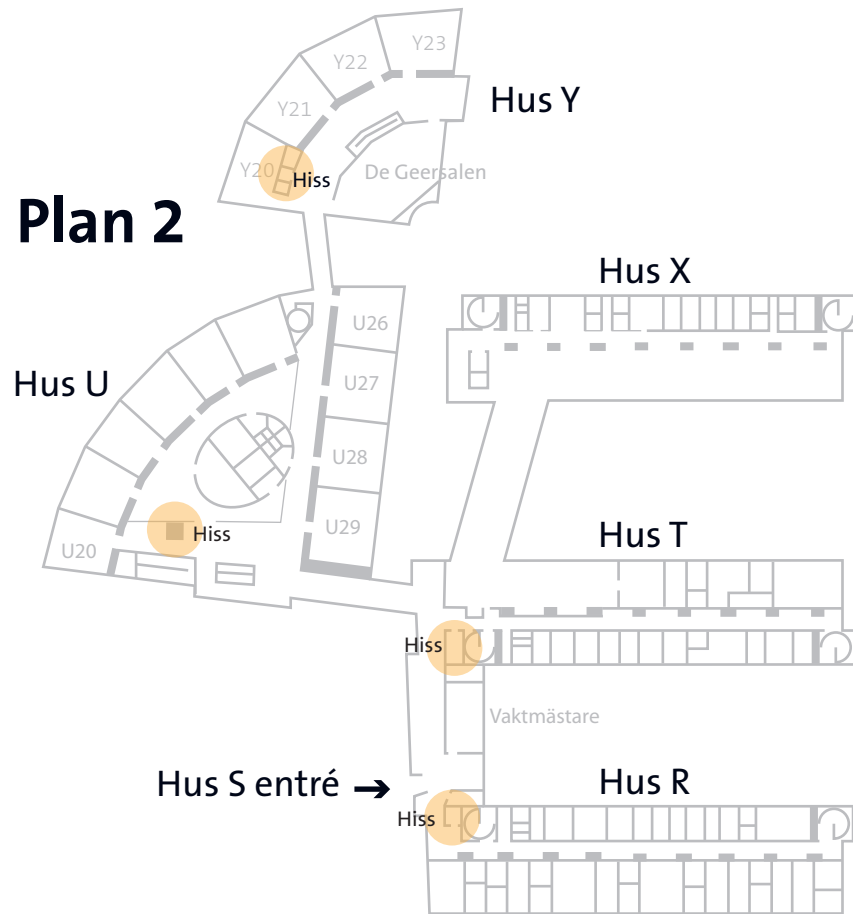 Y23
Y22
Hus Y
Y21
Y20
Hiss
De Geersalen
Plan 2
Hus X
U26
Hus U
U27
U28
U29
Hiss
U20
Hus T
Hiss
Vaktmästare
Hus S entré →
Hus R
Hiss